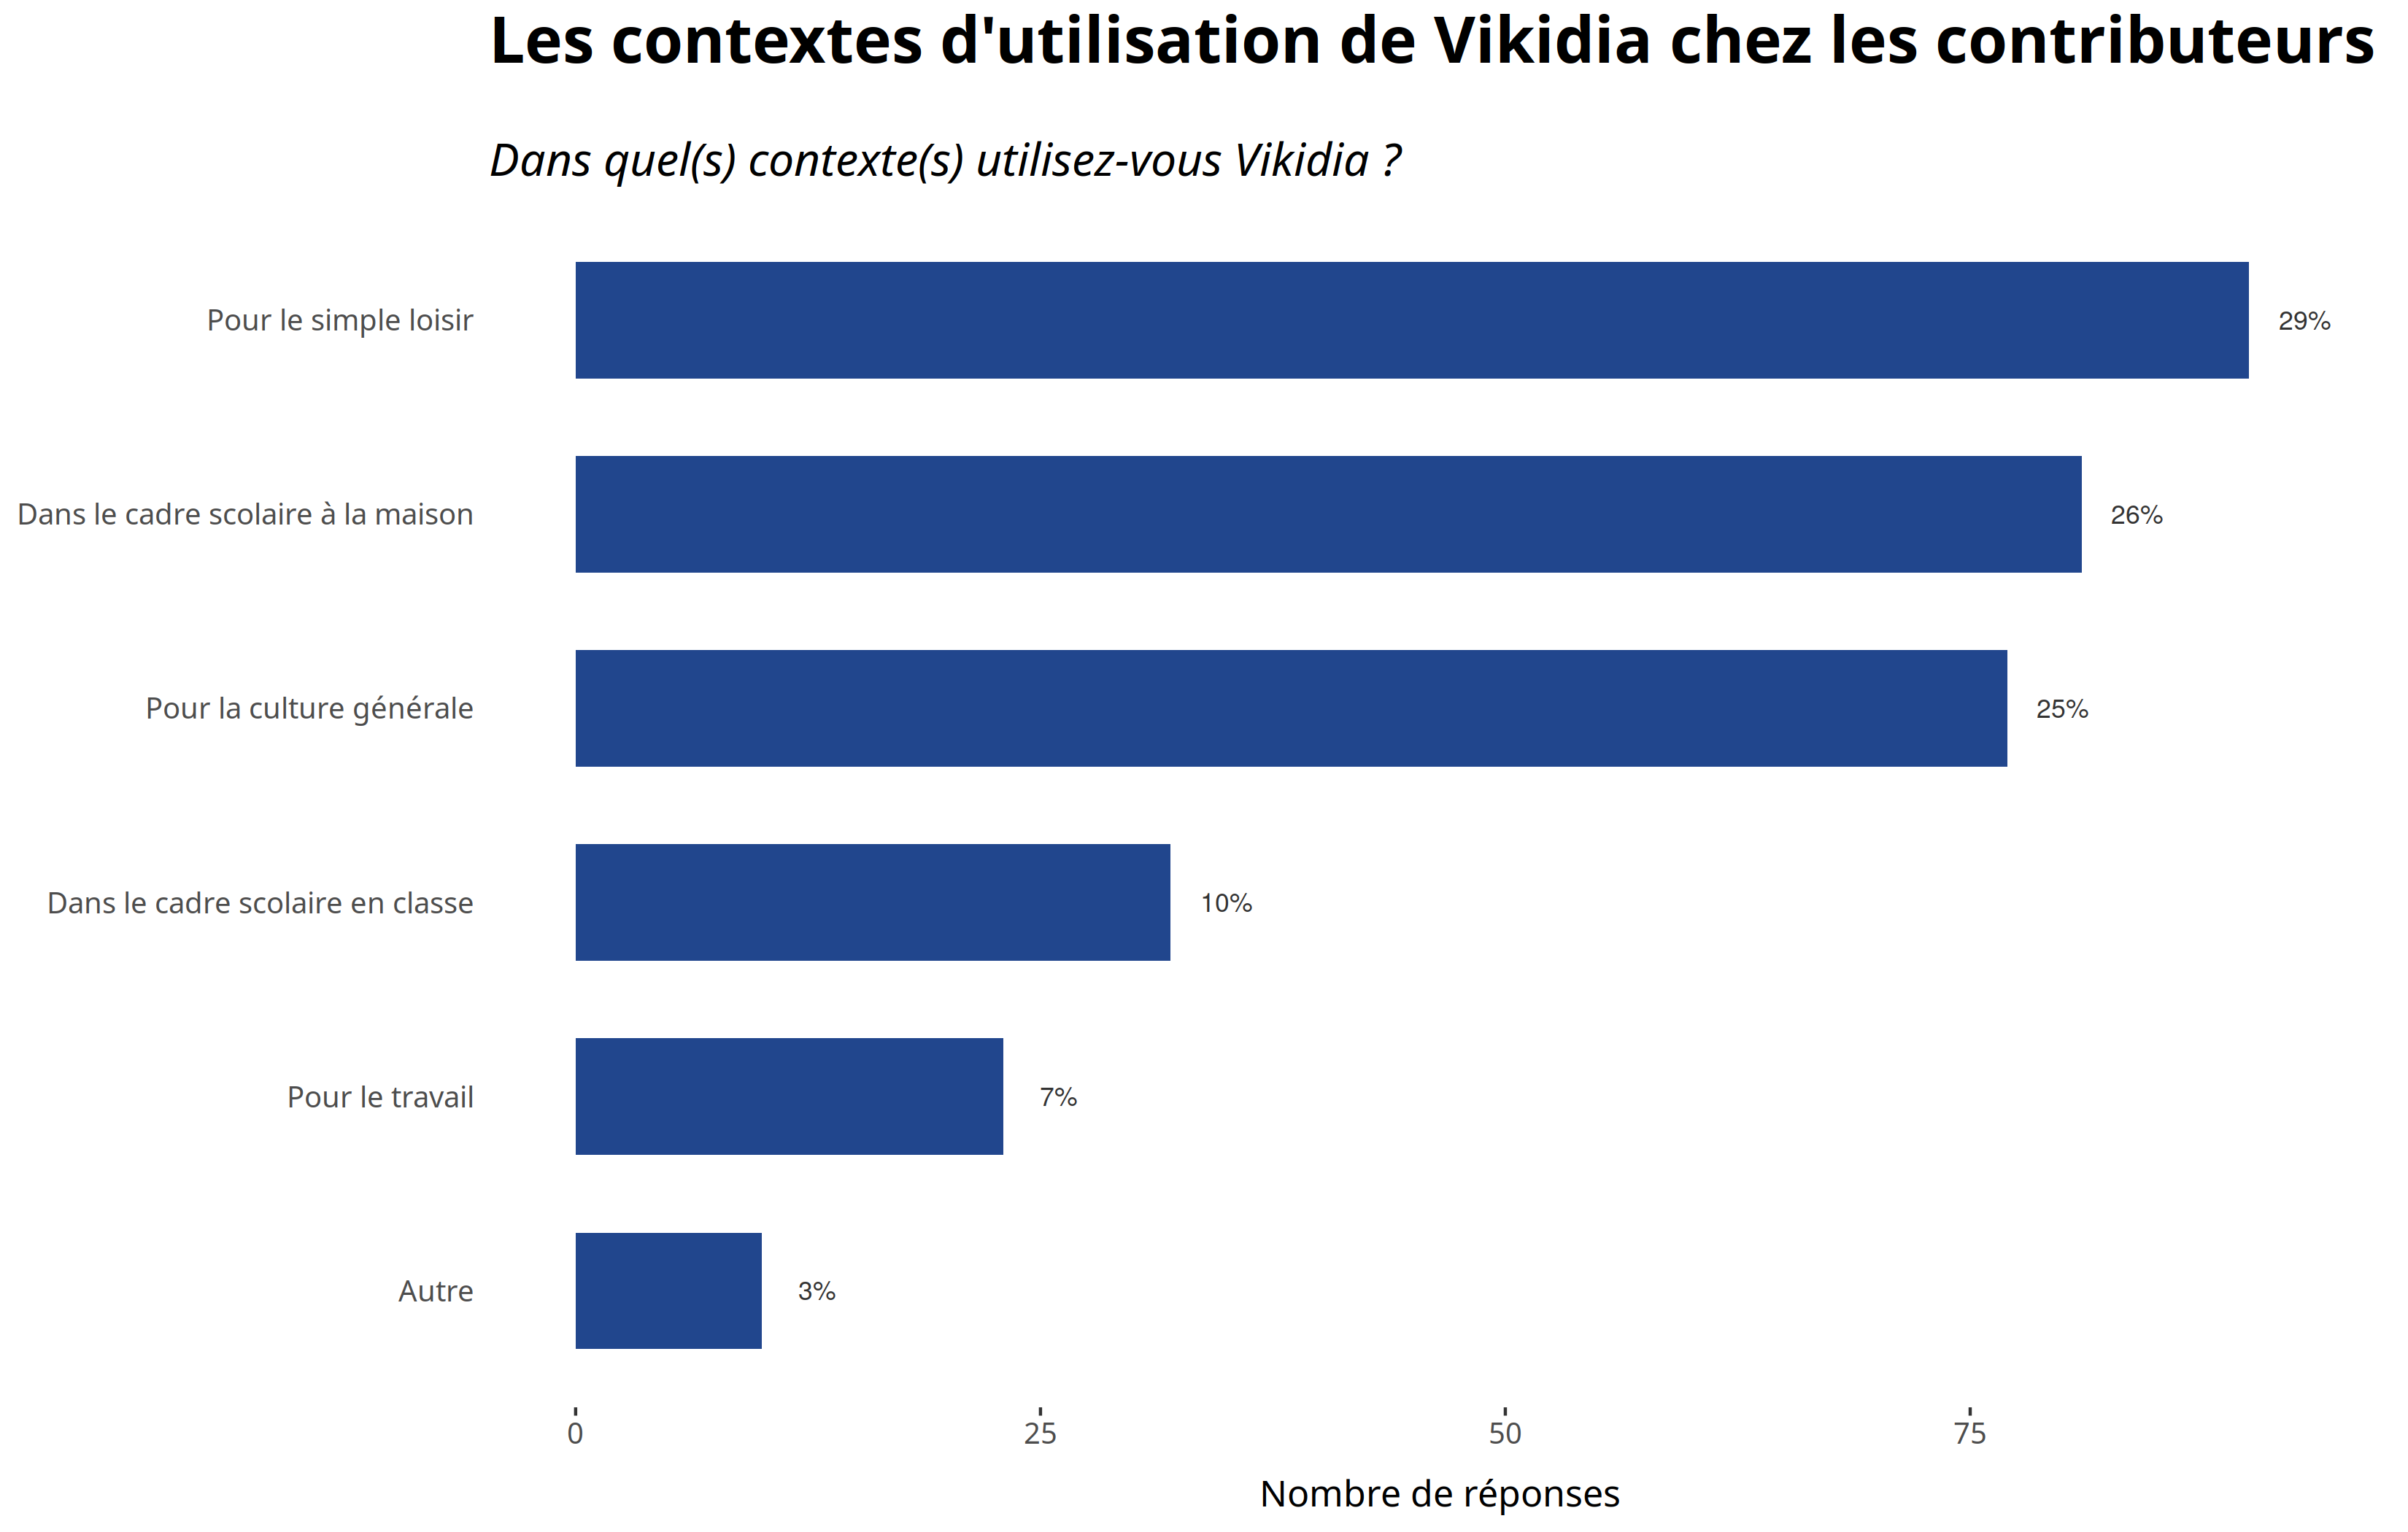 Les contextes d'utilisation de Vikidia chez les contributeurs
Dans quel(s) contexte(s) utilisez-vous Vikidia ?
Pour le simple loisir 29%
Dans le cadre scolaire à la maison 26%
Pour la culture générale 25%
Dans le cadre scolaire en classe 10%
Pour le travail 7%
Autre 3%
0 25 50 75
Nombre de réponses